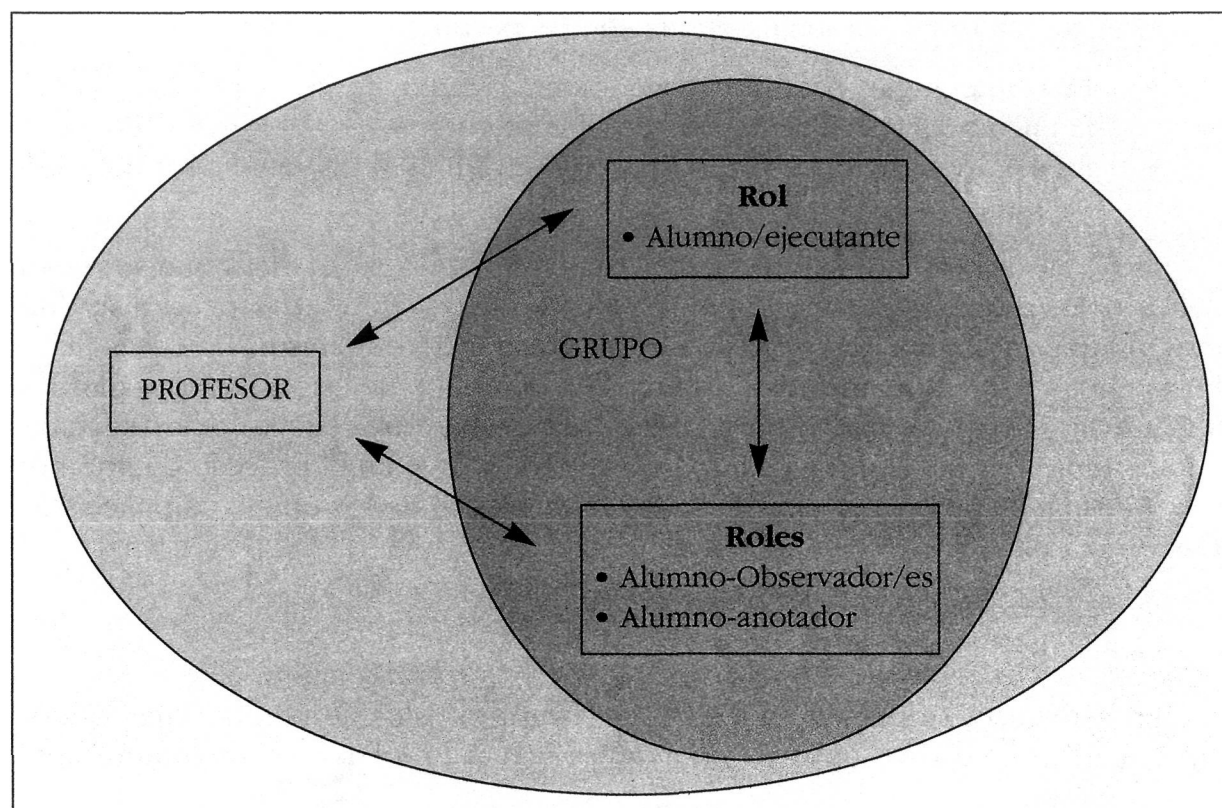 Rol
• Alumno/ejecutante
GRUPO
PROFESOR
Roles
• Alumno-Observador/es
• Alumno-anotador